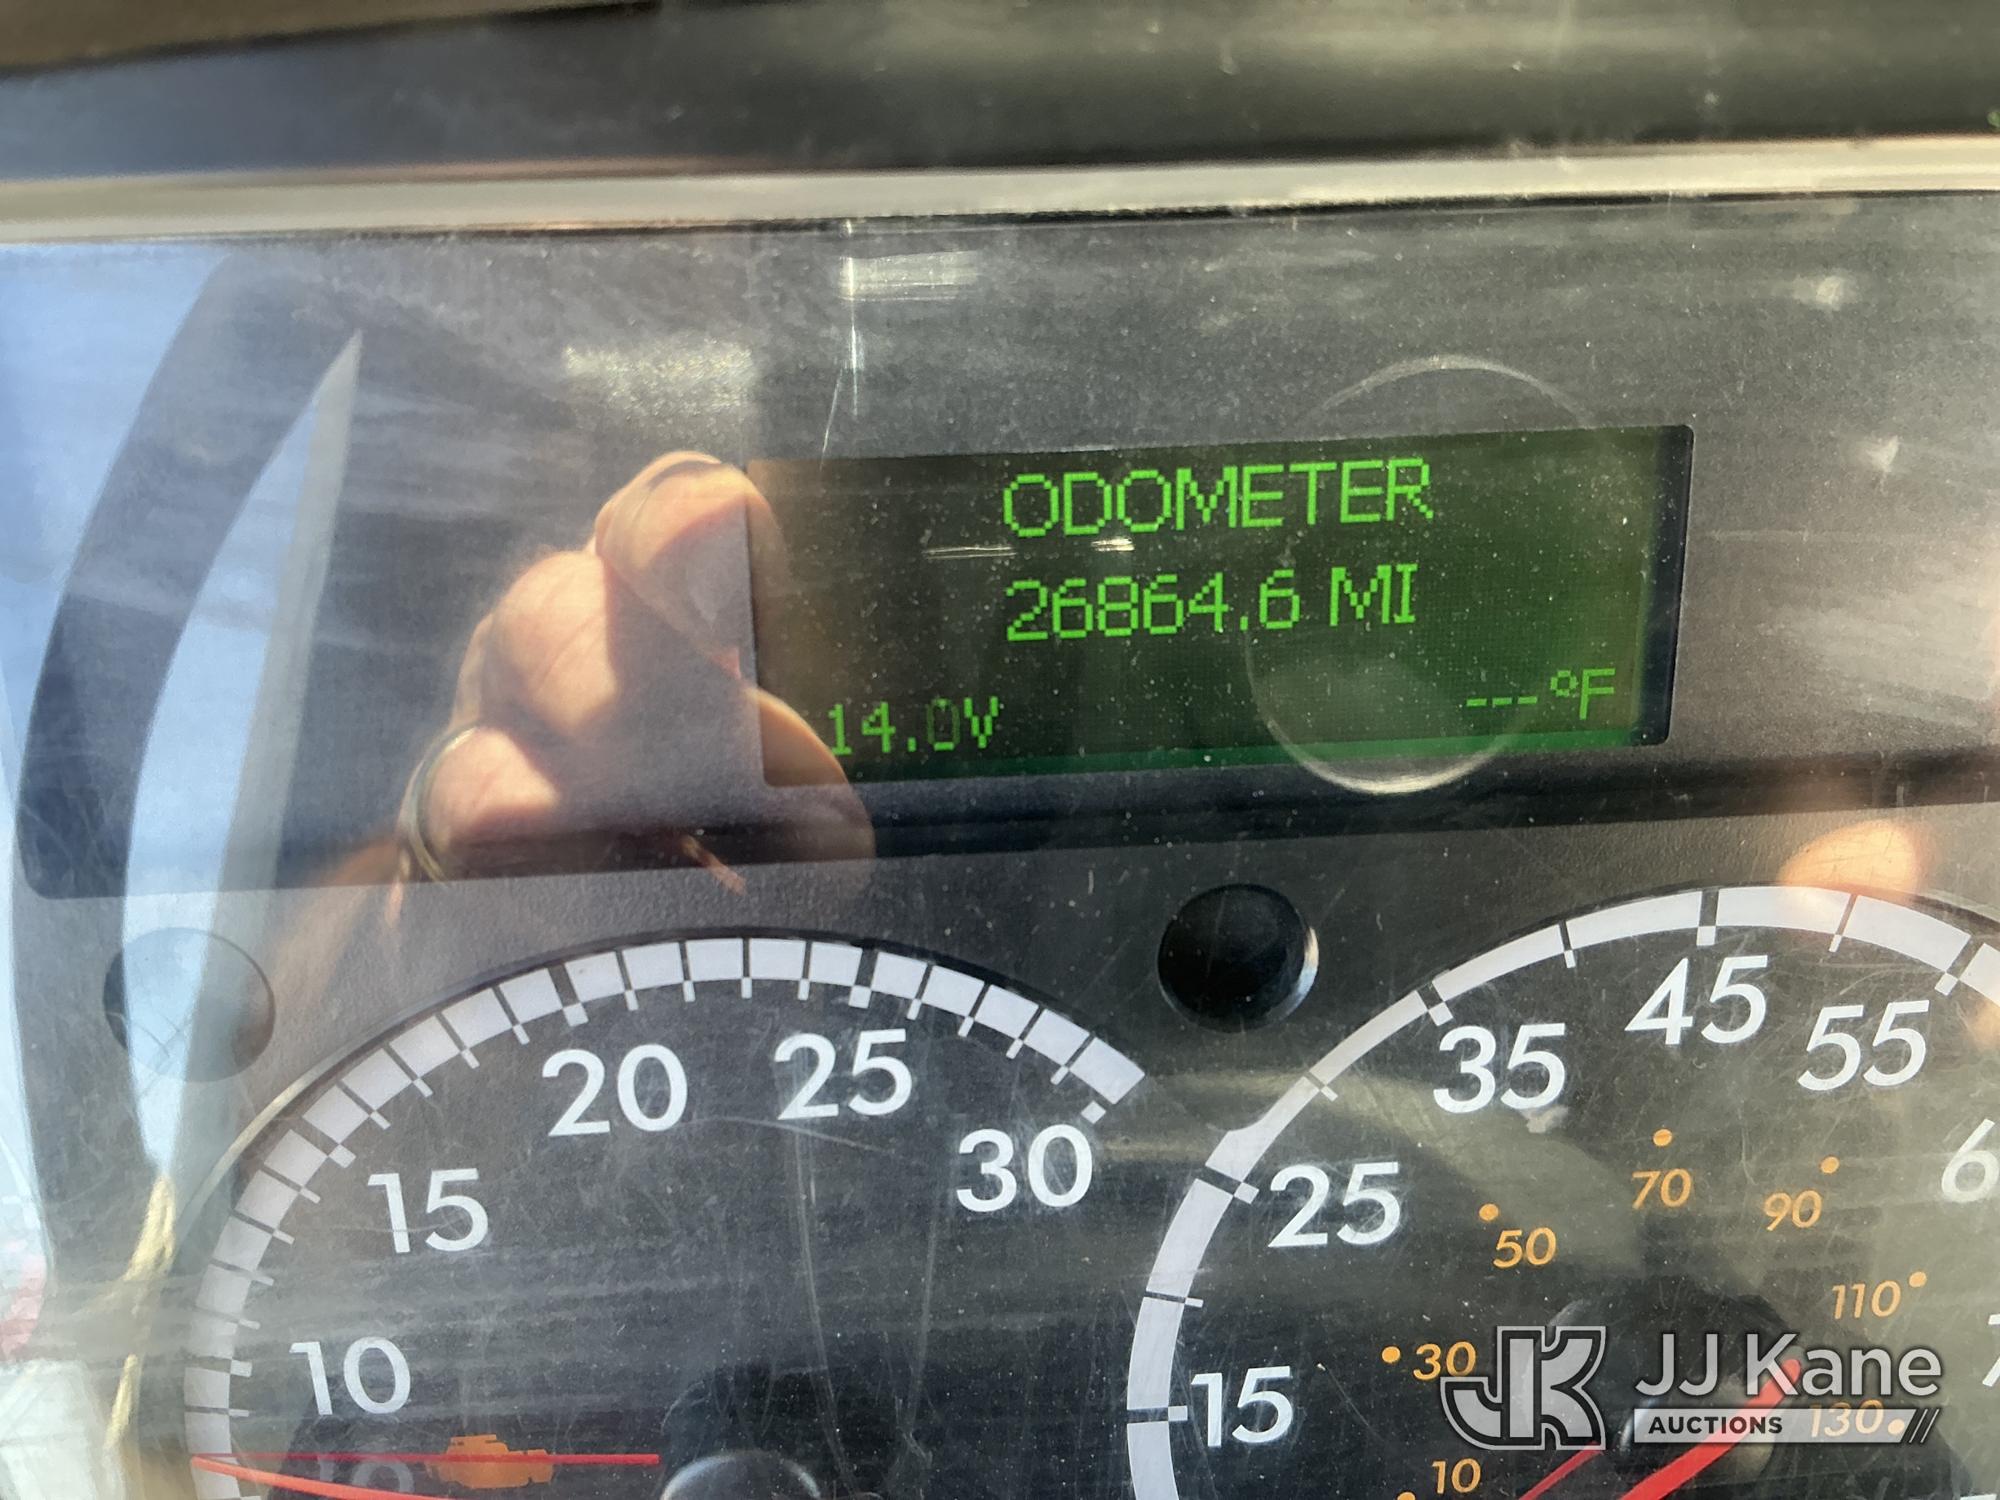 ODOMETER
26864.6 MI
14.0V ---°F
10 15 20 25 30
15 25 35 45 55
10 30 50 70 90 110 130
JK JJ Kane
AUCTIONS